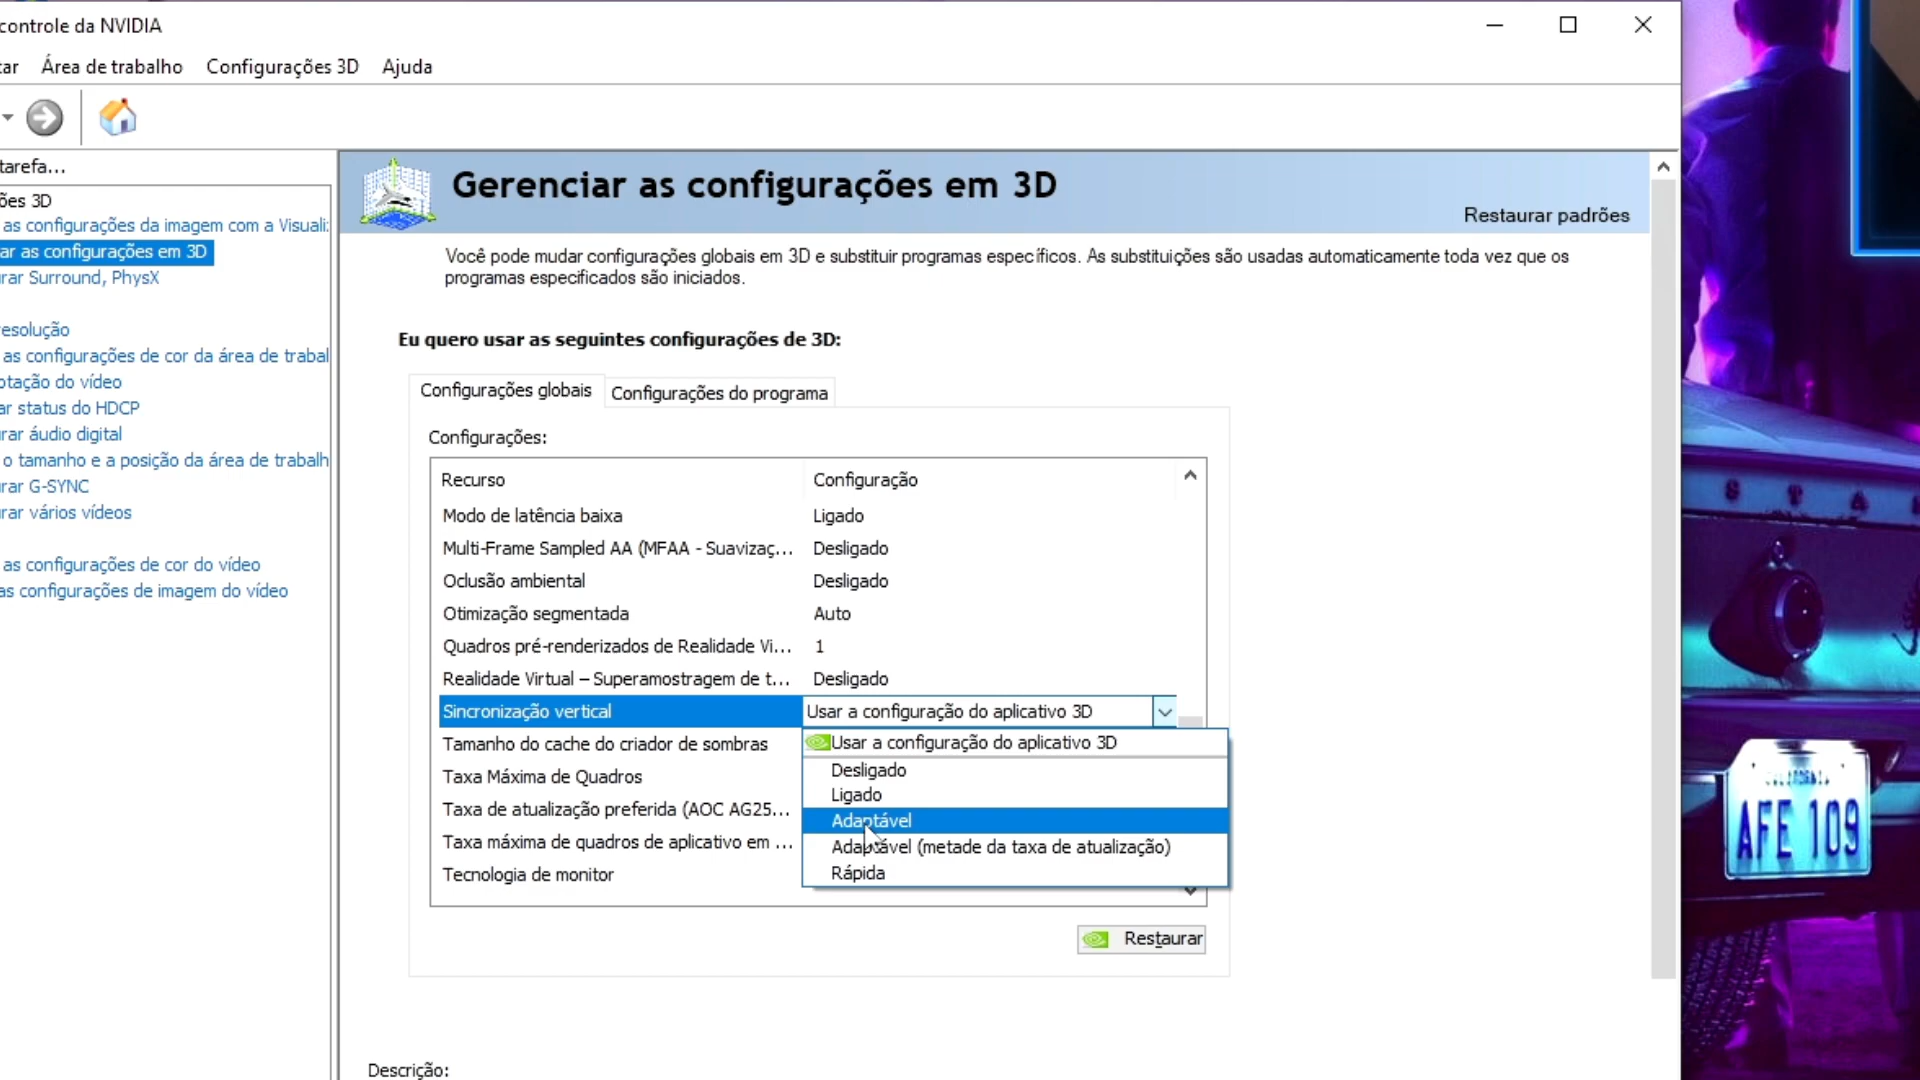 controle da NVIDIA
tar Área de trabalho Configurações 3D Ajuda
tarefa...
ões 3D
as configurações da imagem com a Visuali
ar as configurações em 3D
rar Surround, PhysX
resolução
as configurações de cor da área de trabal
otação do vídeo
ar status do HDCP
rar áudio digital
o tamanho e a posição da área de trabalh
rar G-SYNC
rar vários vídeos
as configurações de cor do vídeo
as configurações de imagem do vídeo
Gerenciar as configurações em 3D
Restaurar padrões
Você pode mudar configurações globais em 3D e substituir programas específicos. As substituições são usadas automaticamente toda vez que os
programas especificados são iniciados.
Eu quero usar as seguintes configurações de 3D:
Configurações globais Configurações do programa
Configurações:
Recurso Configuração
Modo de latência baixa Ligado
Multi-Frame Sampled AA (MFAA - Suavizaç... Desligado
Oclusão ambiental Desligado
Otimização segmentada Auto
Quadros pré-renderizados de Realidade Vi... 1
Realidade Virtual – Superamostragem de t... Desligado
Sincronização vertical Usar a configuração do aplicativo 3D
Tamanho do cache do criador de sombras
Taxa Máxima de Quadros
Taxa de atualização preferida (AOC AG25...
Taxa máxima de quadros de aplicativo em ...
Tecnologia de monitor
Usar a configuração do aplicativo 3D
Desligado
Ligado
Adaptável
Adaptável (metade da taxa de atualização)
Rápida
Restaurar
Descrição:
S T A
CALIFORNIA
AFE 109